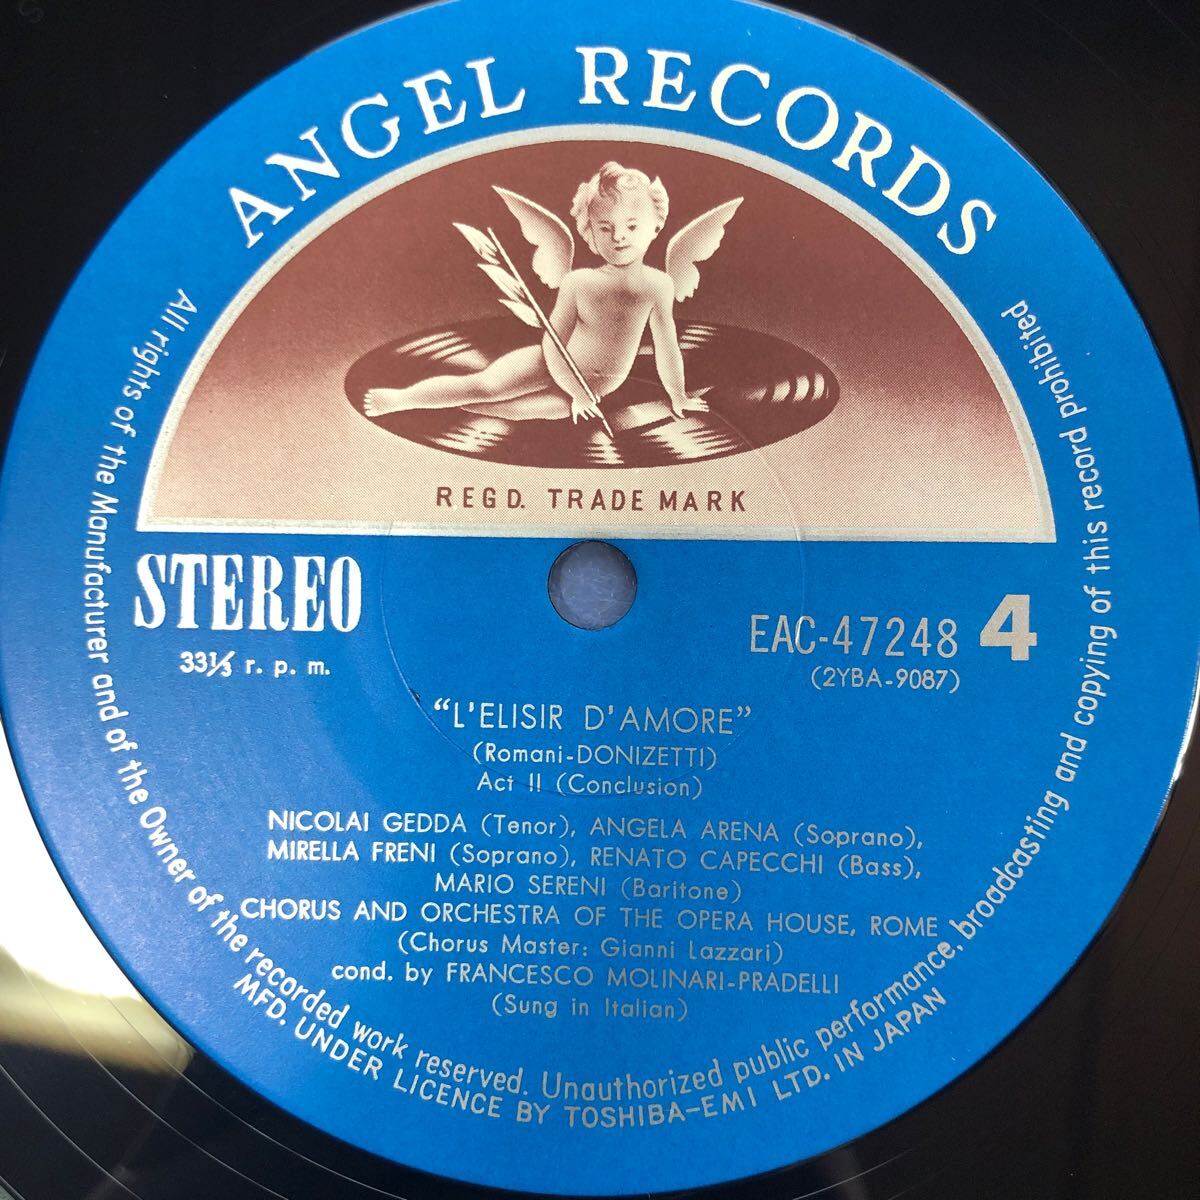 ANGEL RECORDS
REGD. TRADE MARK
STEREO
33⅓ r. p. m.
EAC-47248 4
(2YBA-9087)
“L'ELISIR D'AMORE”
(Romani-DONIZETTI)
Act II (Conclusion)
NICOLAI GEDDA (Tenor), ANGELA ARENA (Soprano),
MIRELLA FRENI (Soprano), RENATO CAPECCHI (Bass),
MARIO SERENI (Baritone)
CHORUS AND ORCHESTRA OF THE OPERA HOUSE, ROME
(Chorus Master: Gianni Lazzari)
cond. by FRANCESCO MOLINARI-PRADELLI
(Sung in Italian)
All rights of the Manufacturer and of the Owner of the recorded work reserved. Unauthorized public performance, broadcasting and copying of this record prohibited
MFD. UNDER LICENCE BY TOSHIBA-EMI LTD. IN JAPAN